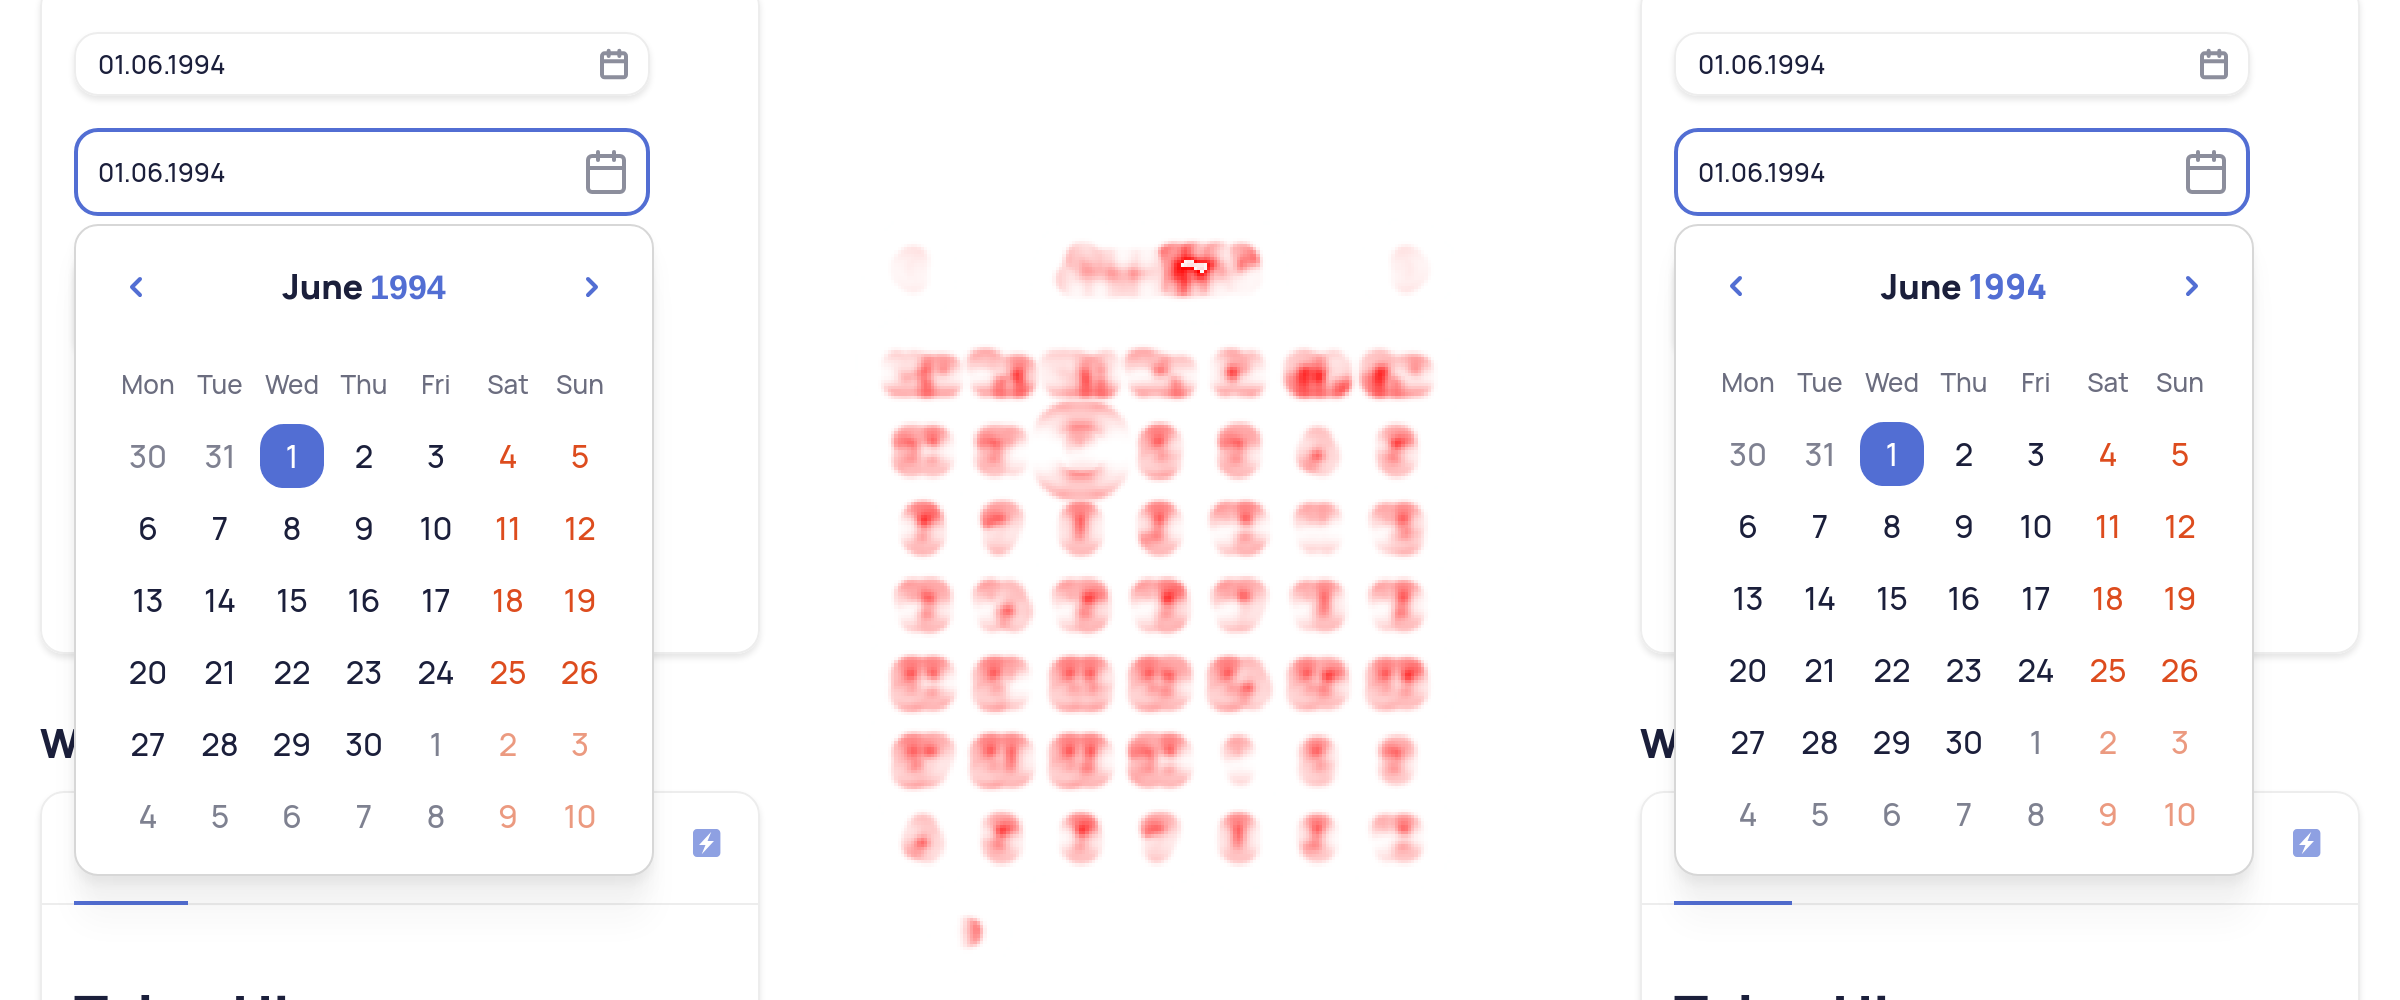 01.06.1994
01.06.1994
June 1994
Mon Tue Wed Thu Fri Sat Sun
30 31 1 2 3 4 5
6 7 8 9 10 11 12
13 14 15 16 17 18 19
20 21 22 23 24 25 26
27 28 29 30 1 2 3
4 5 6 7 8 9 10
01.06.1994
01.06.1994
June 1994
Mon Tue Wed Thu Fri Sat Sun
30 31 1 2 3 4 5
6 7 8 9 10 11 12
13 14 15 16 17 18 19
20 21 22 23 24 25 26
27 28 29 30 1 2 3
4 5 6 7 8 9 10